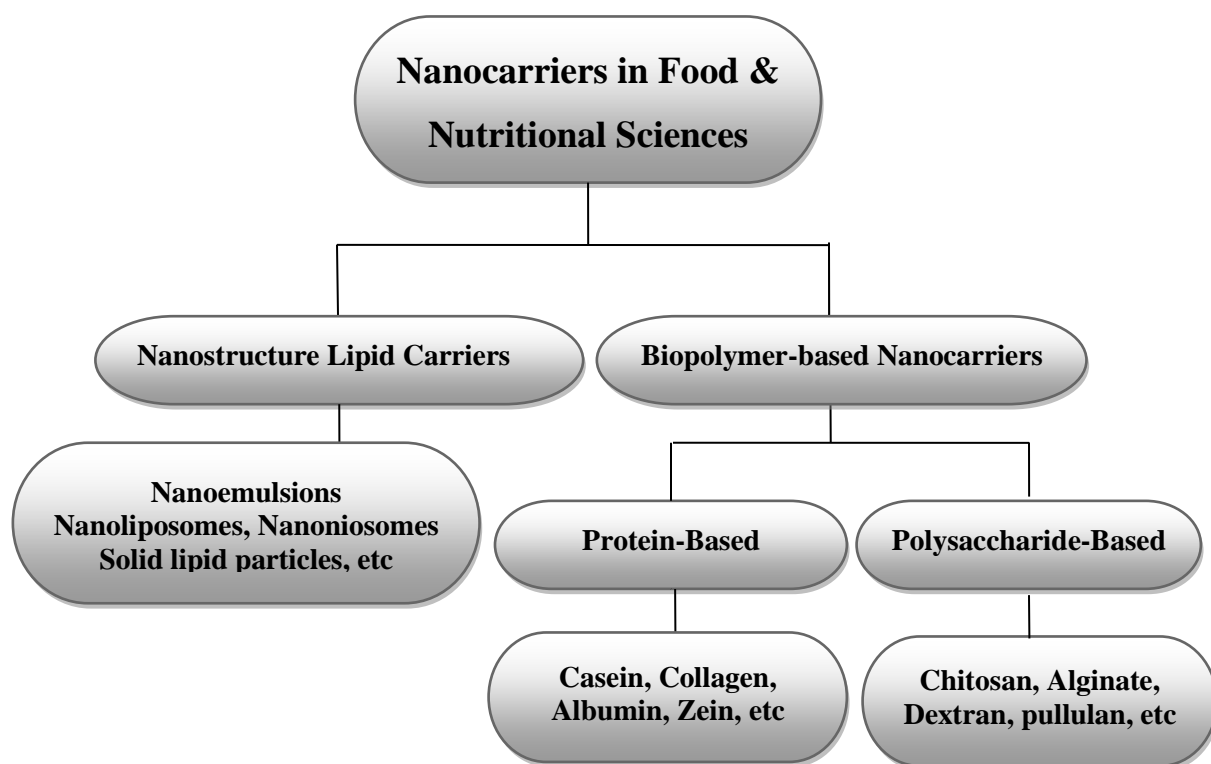 Nanocarriers in Food &
Nutritional Sciences
Nanostructure Lipid Carriers
Biopolymer-based Nanocarriers
Nanoemulsions
Nanoliposomes, Nanoniosomes
Solid lipid particles, etc
Protein-Based
Polysaccharide-Based
Casein, Collagen,
Albumin, Zein, etc
Chitosan, Alginate,
Dextran, pullulan, etc